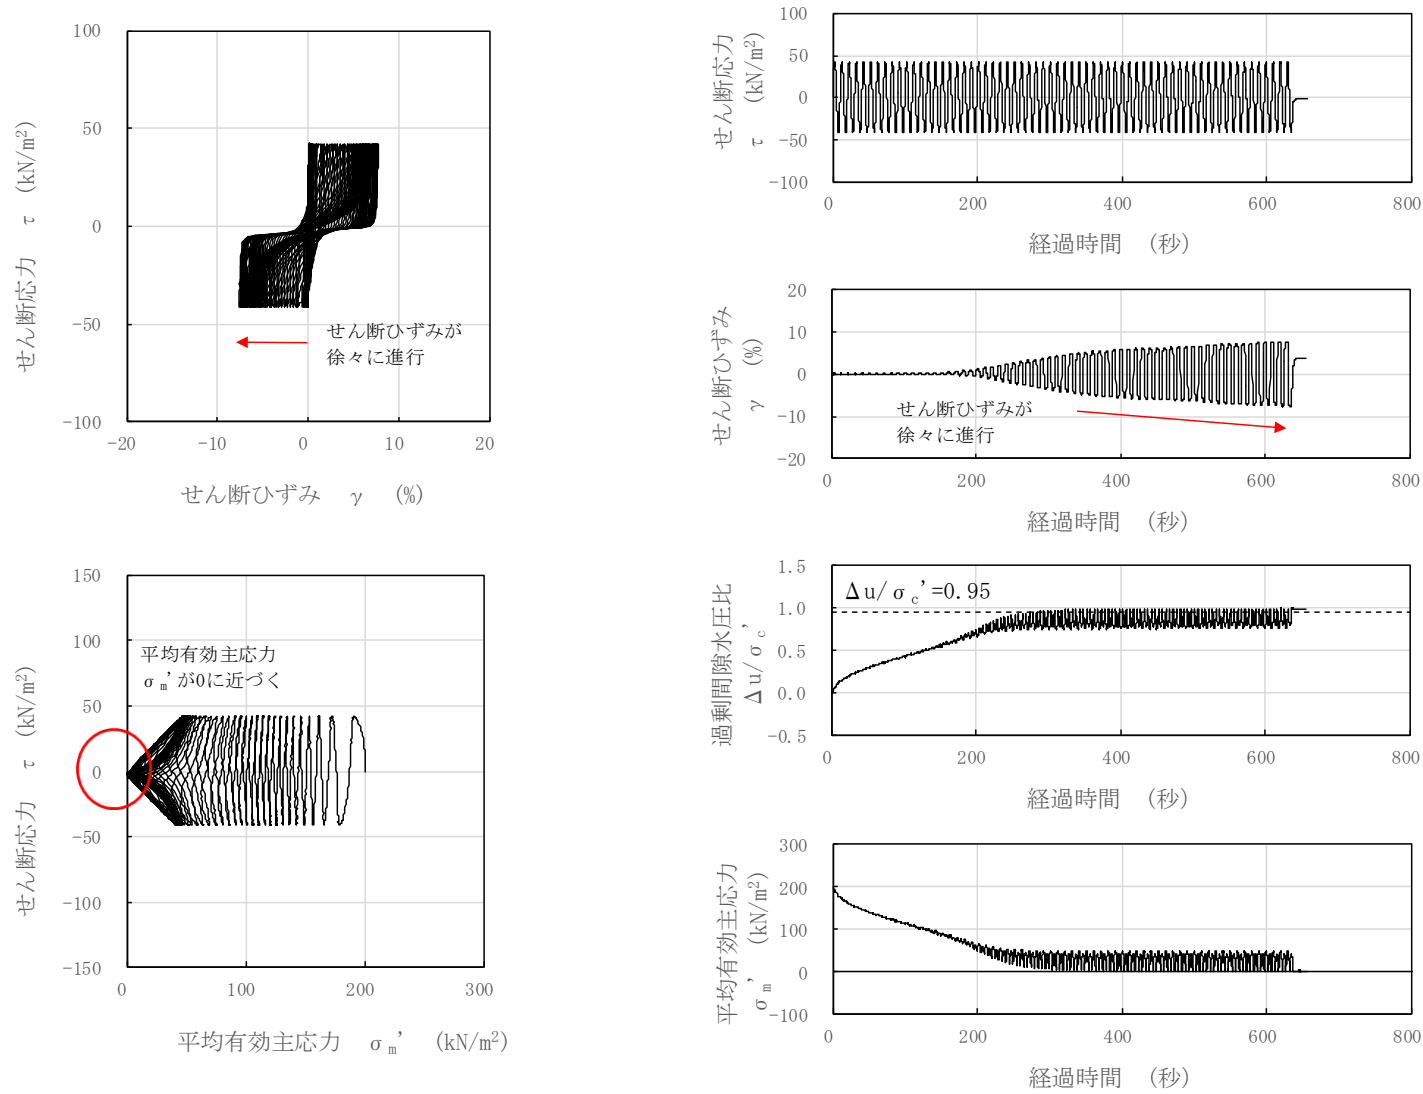 100
50
0
-50
-100
-20
-10
0
10
20
せん断応力 τ (kN/m²)
せん断ひずみが
徐々に進行
せん断ひずみ γ (%)
150
100
50
0
-50
-100
-150
0
100
200
300
せん断応力 τ (kN/m²)
平均有効主応力
σm'が0に近づく
平均有効主応力 σm' (kN/m²)
100
50
0
-50
-100
0
200
400
600
800
せん断応力
τ (kN/m²)
経過時間 (秒)
20
10
0
-10
-20
0
200
400
600
800
せん断ひずみ
γ (%)
せん断ひずみが
徐々に進行
経過時間 (秒)
1.5
1.0
0.5
0.0
-0.5
0
200
400
600
800
過剰間隙水圧比
Δu/σc'
Δu/σc'=0.95
経過時間 (秒)
300
200
100
0
-100
0
200
400
600
800
平均有効主応力
σm' (kN/m²)
経過時間 (秒)